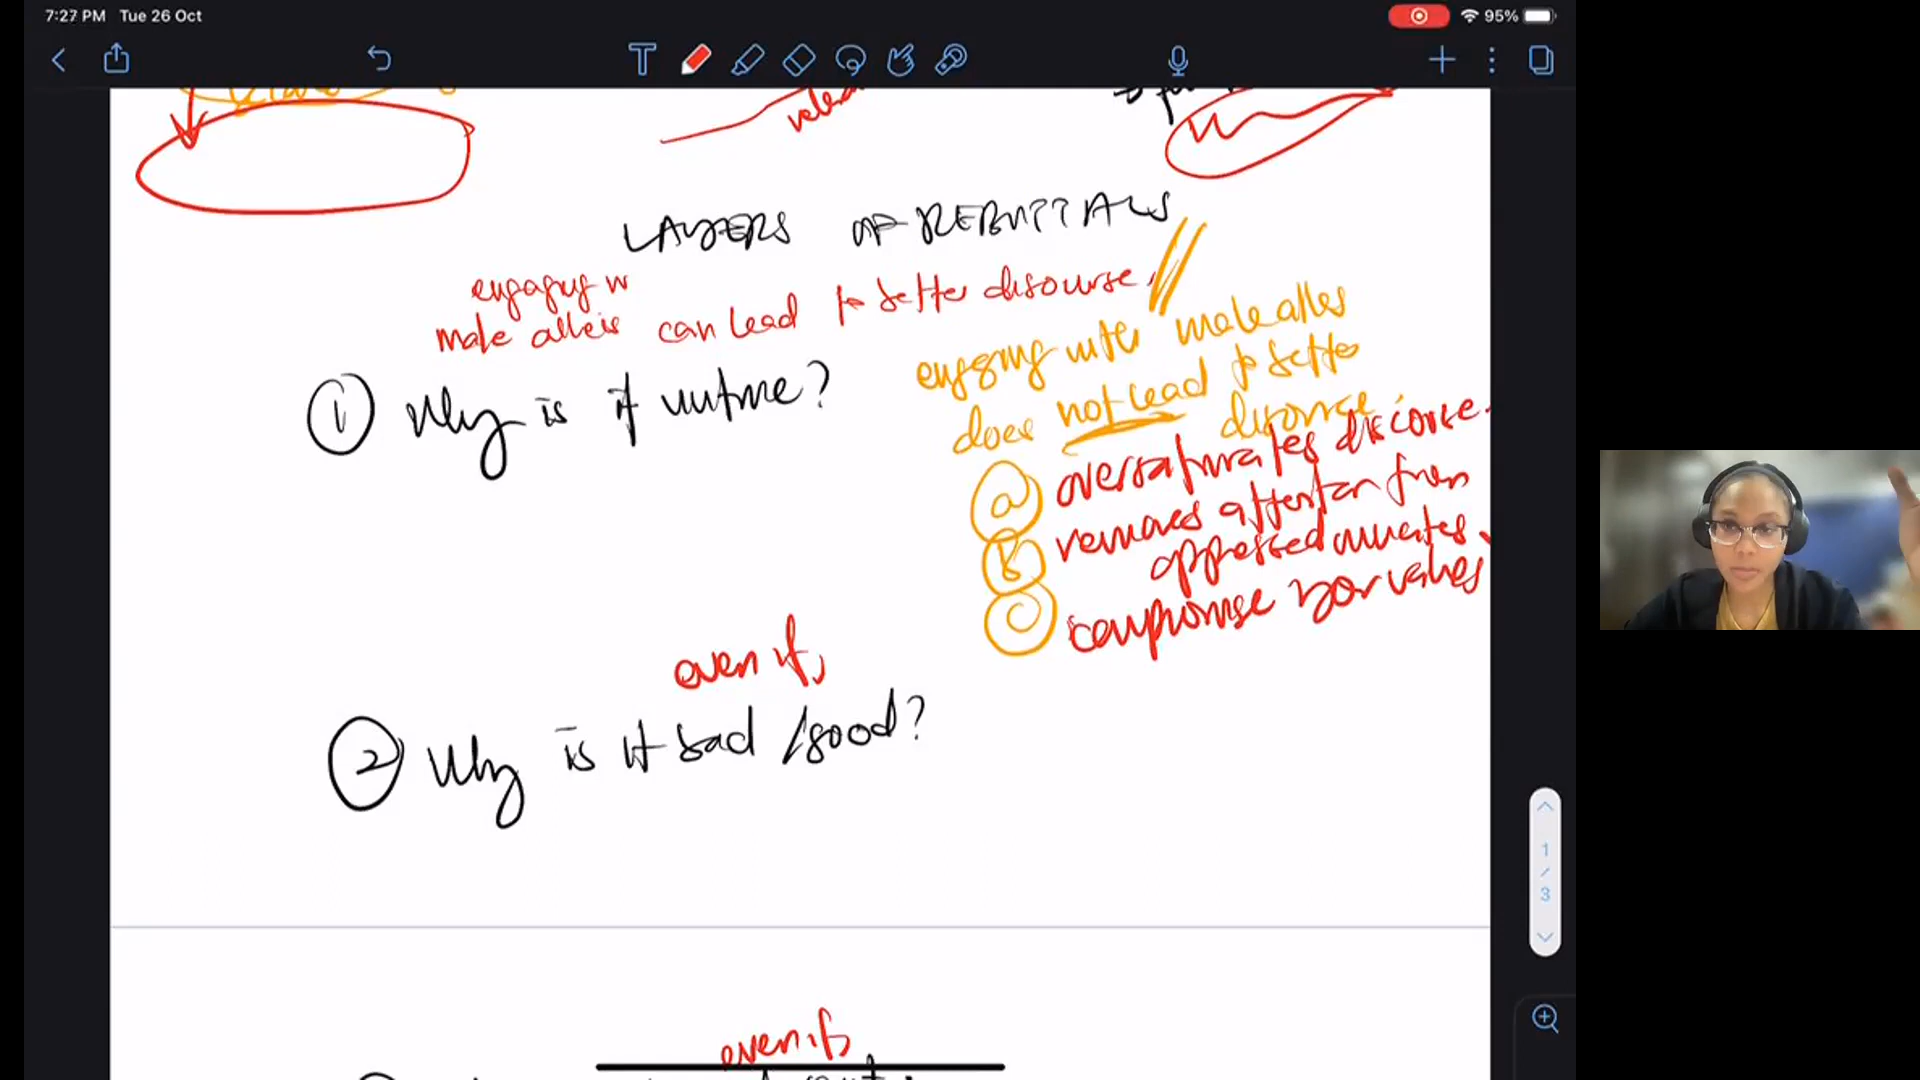 7:27 PM Tue 26 Oct
95%
LAYERS OF REBUTTALS
engaging w
male allies can lead to better discourse.
engaging with male allies
does not lead to better
discourse.
① Why is it untrue?
a oversaturates discourse.
B removes attention from
oppressed minorities.
C compromise your values
even if,
② Why is it bad/good?
1
/
3
even if,